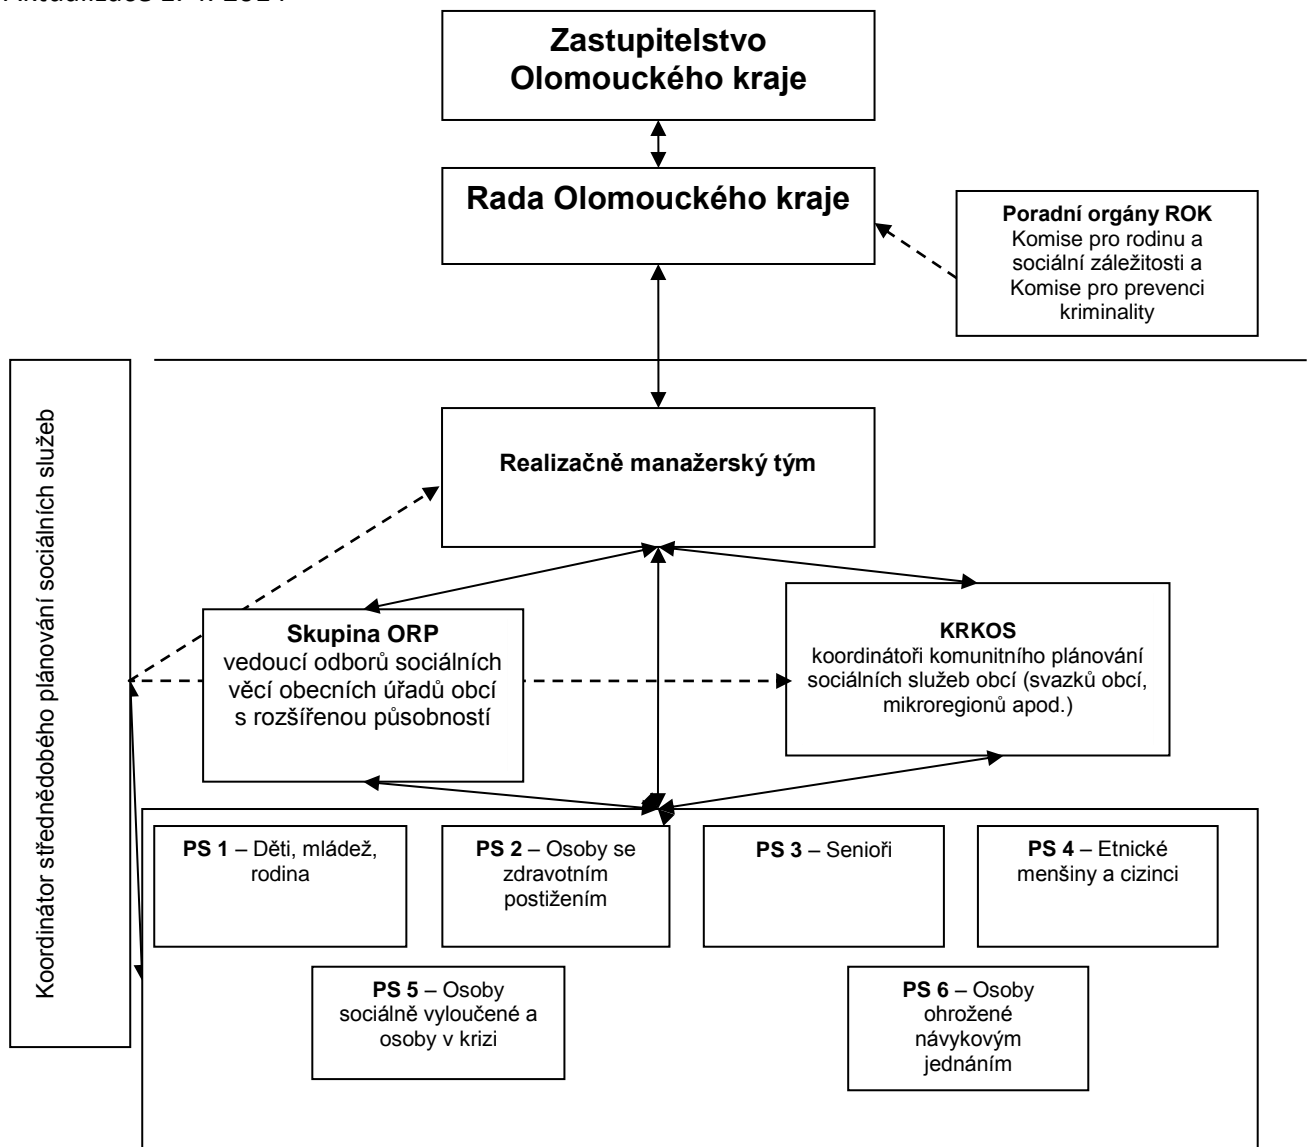 Zastupitelstvo
Olomouckého kraje
Rada Olomouckého kraje
Poradní orgány ROK
Komise pro rodinu a
sociální záležitosti a
Komise pro prevenci
kriminality
Koordinátor střednědobého plánování sociálních služeb
Realizačně manažerský tým
Skupina ORP
vedoucí odborů sociálních
věcí obecních úřadů obcí
s rozšířenou působností
KRKOS
koordinátoři komunitního plánování
sociálních služeb obcí (svazků obcí,
mikroregionů apod.)
PS 1 – Děti, mládež,
rodina
PS 2 – Osoby se
zdravotním
postižením
PS 3 – Senioři
PS 4 – Etnické
menšiny a cizinci
PS 5 – Osoby
sociálně vyloučené a
osoby v krizi
PS 6 – Osoby
ohrožené
návykovým
jednáním